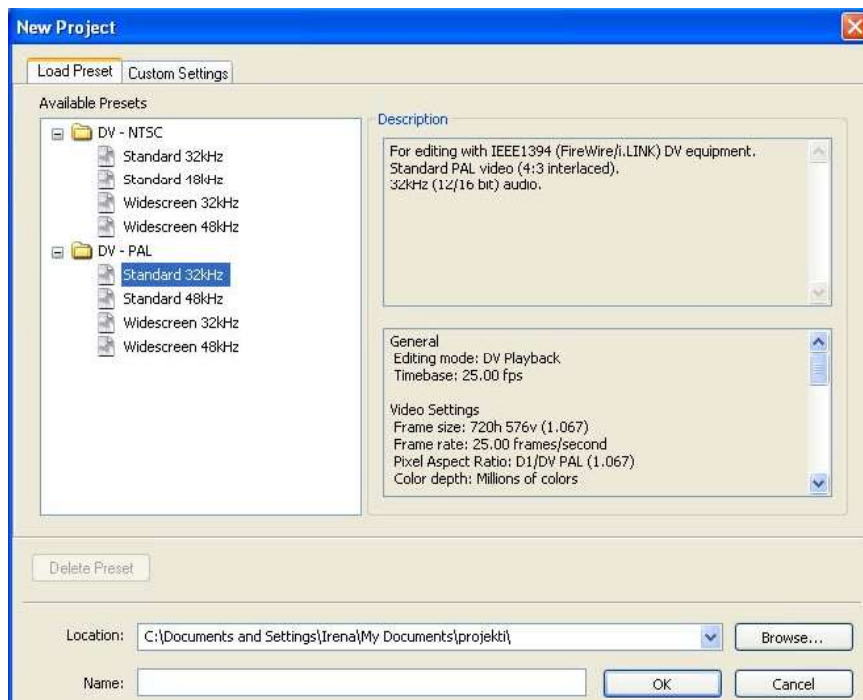 New Project
Load Preset
Custom Settings
Available Presets
DV - NTSC
Standard 32kHz
Standard 48kHz
Widescreen 32kHz
Widescreen 48kHz
DV - PAL
Standard 32kHz
Standard 48kHz
Widescreen 32kHz
Widescreen 48kHz
Description
For editing with IEEE1394 (FireWire/i.LINK) DV equipment.
Standard PAL video (4:3 interlaced).
32kHz (12/16 bit) audio.
General
Editing mode: DV Playback
Timebase: 25.00 fps
Video Settings
Frame size: 720h 576v (1.067)
Frame rate: 25.00 frames/second
Pixel Aspect Ratio: D1/DV PAL (1.067)
Color depth: Millions of colors
Delete Preset
Location:
C:\Documents and Settings\Irena\My Documents\projekti\
Browse...
Name:
OK
Cancel